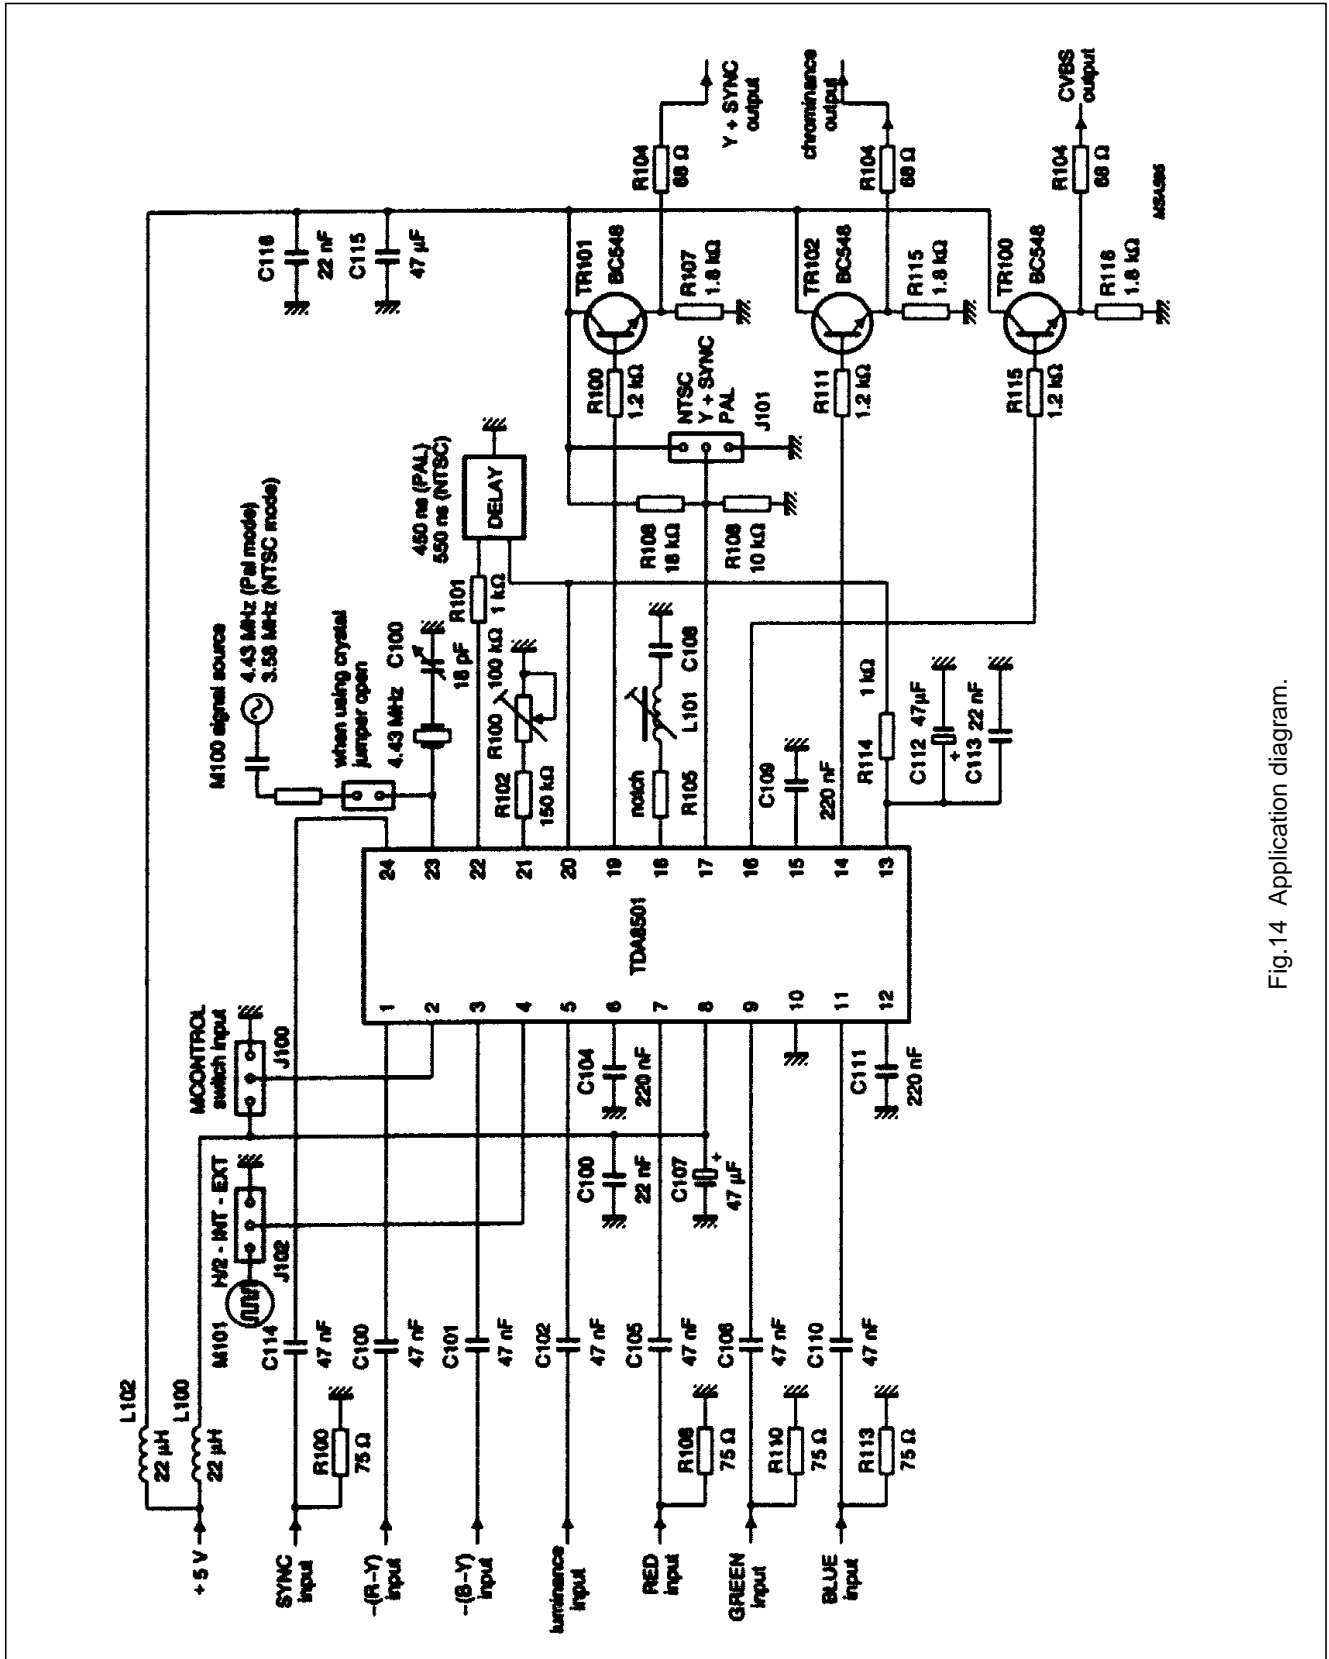 L102
22 µH
L100
22 µH
+ 5 V
SYNC
input
–(R–Y)
input
–(B–Y)
input
luminance
input
RED
input
GREEN
input
BLUE
input
R100
75 Ω
R108
75 Ω
R110
75 Ω
R113
75 Ω
M101
H/2 - INT - EXT
J102
C114
47 nF
C100
47 nF
C101
47 nF
C102
47 nF
C105
47 nF
C106
47 nF
C110
47 nF
MCONTROL
switch input
J100
C100
22 nF
C107
+
47 µF
C104
220 nF
C111
220 nF
1
2
3
4
5
6
7
8
9
10
11
12
TDA8501
24
23
22
21
20
19
18
17
16
15
14
13
M100 signal source
4.43 MHz (Pal mode)
3.58 MHz (NTSC mode)
when using crystal
jumper open
4.43 MHz
C100
18 pF
R102
150 kΩ
R100
100 kΩ
R101
1 kΩ
450 ns (PAL)
550 ns (NTSC)
DELAY
notch
R105
L101
C108
C109
220 nF
R114
1 kΩ
C112
47µF
+
C113
22 nF
R108
18 kΩ
R108
10 kΩ
NTSC
Y + SYNC
PAL
J101
R100
1.2 kΩ
R111
1.2 kΩ
R115
1.2 kΩ
C116
22 nF
C115
47 µF
TR101
BC548
R107
1.8 kΩ
TR102
BC548
R115
1.8 kΩ
TR100
BC548
R118
1.8 kΩ
R104
68 Ω
Y + SYNC
output
R104
68 Ω
chrominance
output
R104
68 Ω
CVBS
output
Fig.14 Application diagram.